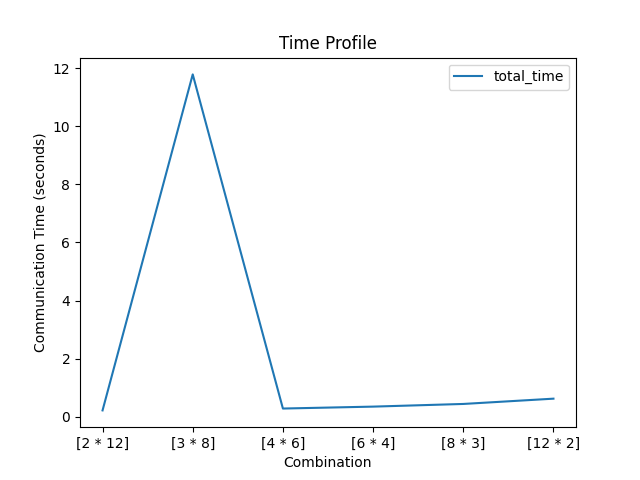 Time Profile
total_time
Communication Time (seconds)
12
10
8
6
4
2
0
[2 * 12] [3 * 8] [4 * 6] [6 * 4] [8 * 3] [12 * 2]
Combination